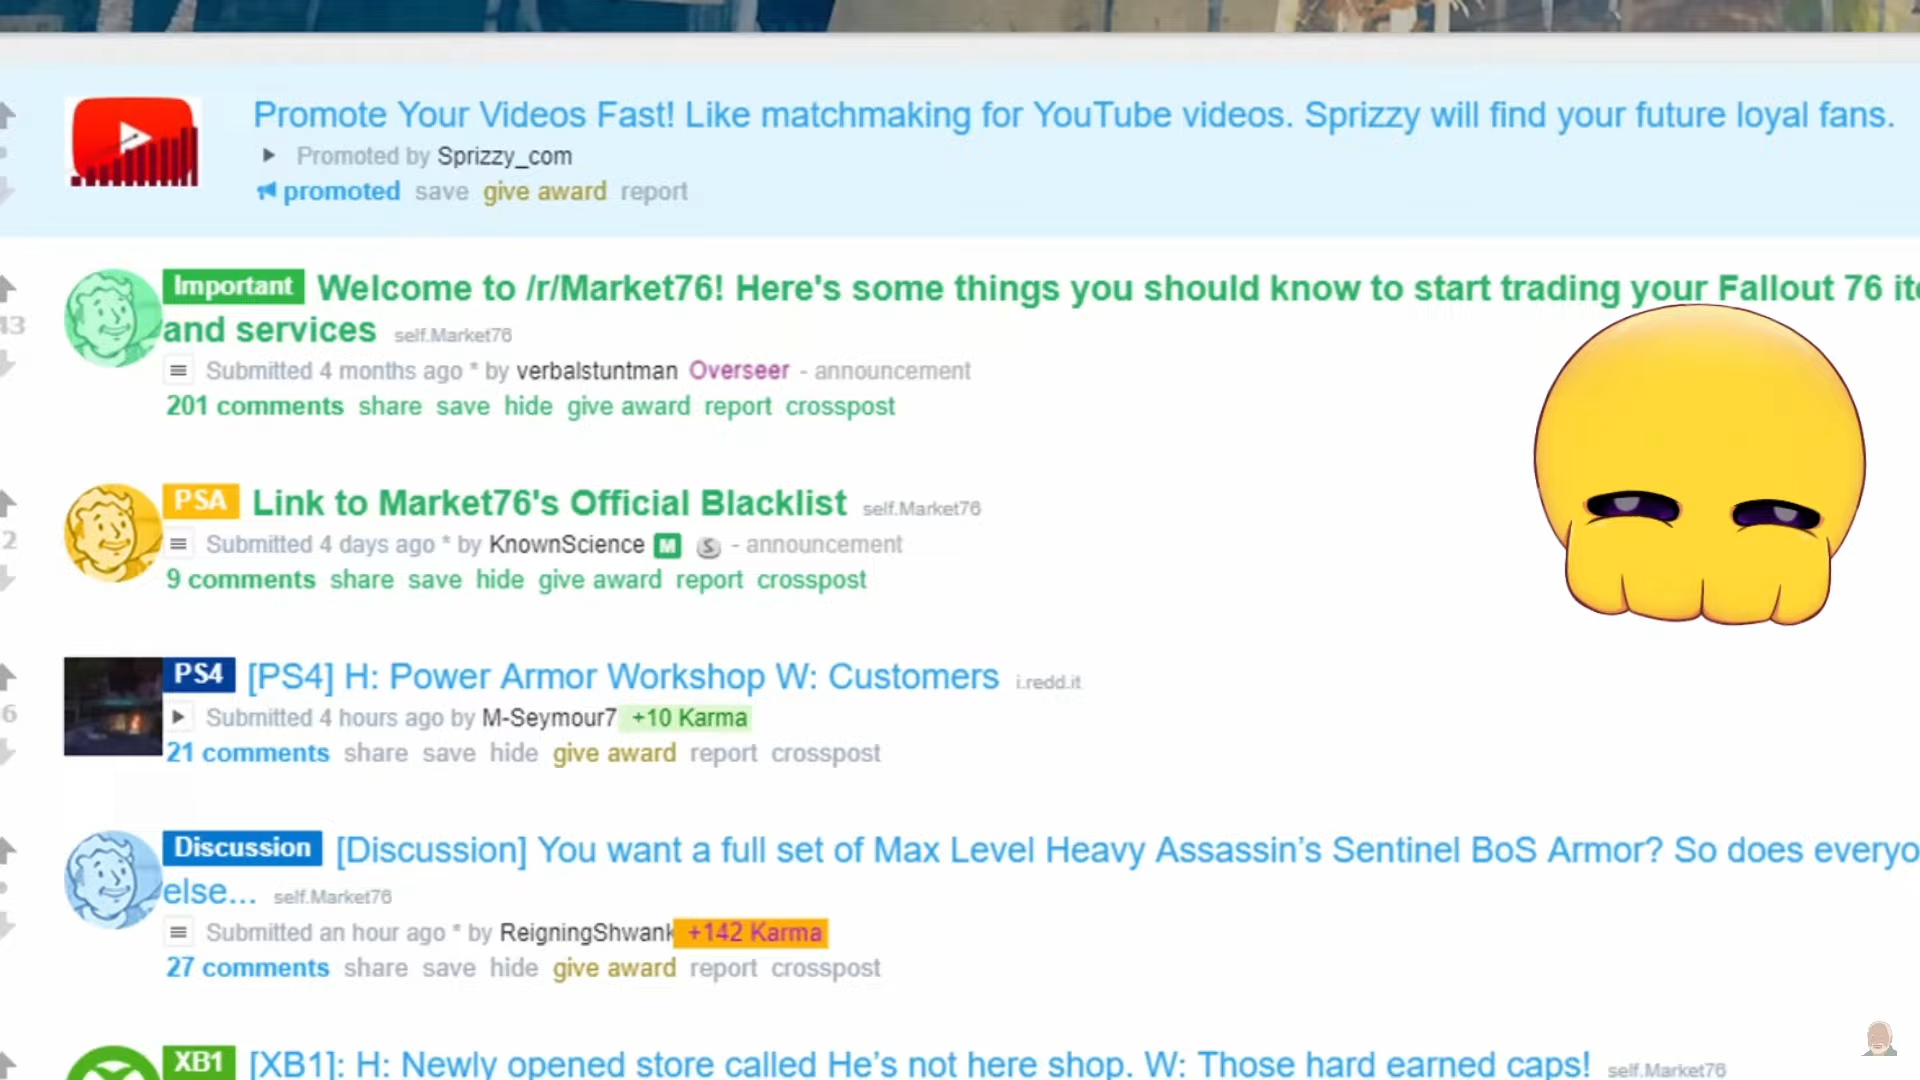 Promote Your Videos Fast! Like matchmaking for YouTube videos. Sprizzy will find your future loyal fans.
Promoted by Sprizzy_com
promoted save give award report
Important Welcome to /r/Market76! Here's some things you should know to start trading your Fallout 76 ite
43
and services self.Market76
Submitted 4 months ago * by verbalstuntman Overseer - announcement
201 comments share save hide give award report crosspost
PSA Link to Market76's Official Blacklist self.Market76
2
Submitted 4 days ago * by KnownScience M S - announcement
9 comments share save hide give award report crosspost
PS4 [PS4] H: Power Armor Workshop W: Customers i.redd.it
6
Submitted 4 hours ago by M-Seymour7 +10 Karma
21 comments share save hide give award report crosspost
Discussion [Discussion] You want a full set of Max Level Heavy Assassin’s Sentinel BoS Armor? So does everyo
else... self.Market76
Submitted an hour ago * by ReigningShwank +142 Karma
27 comments share save hide give award report crosspost
XB1 [XB1]: H: Newly opened store called He’s not here shop. W: Those hard earned caps! self.Market76